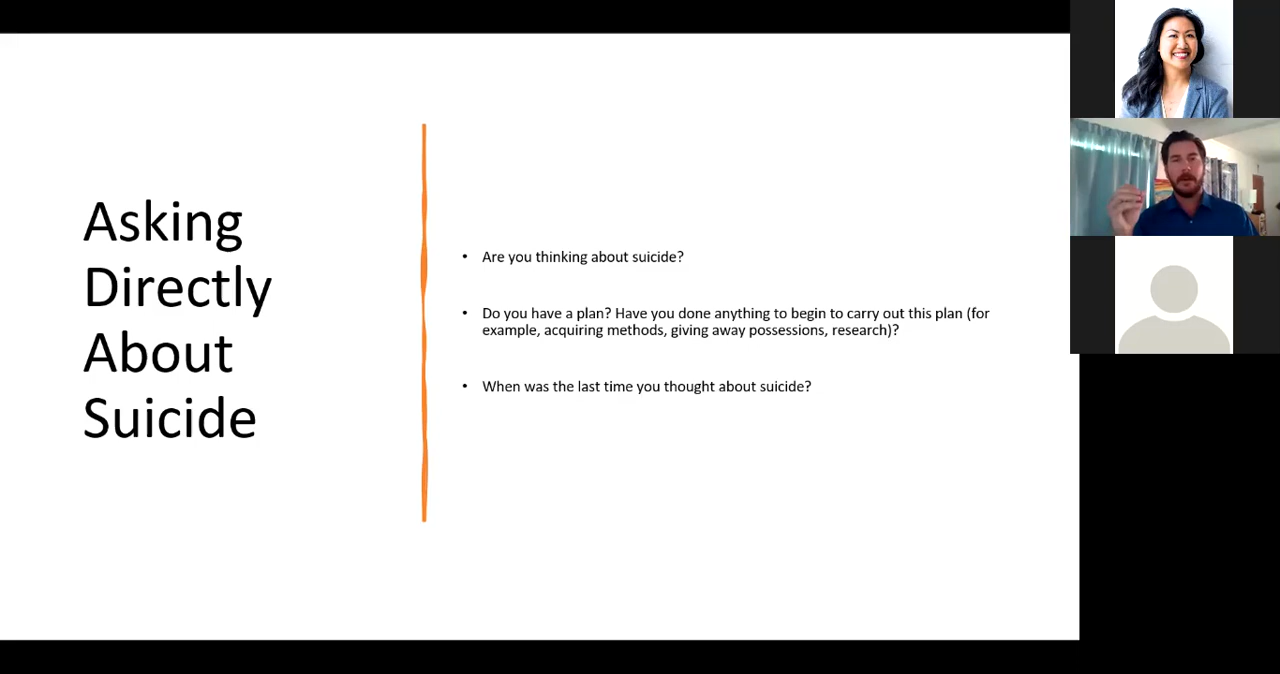 Asking
Directly
About
Suicide
• Are you thinking about suicide?
• Do you have a plan? Have you done anything to begin to carry out this plan (for
example, acquiring methods, giving away possessions, research)?
• When was the last time you thought about suicide?